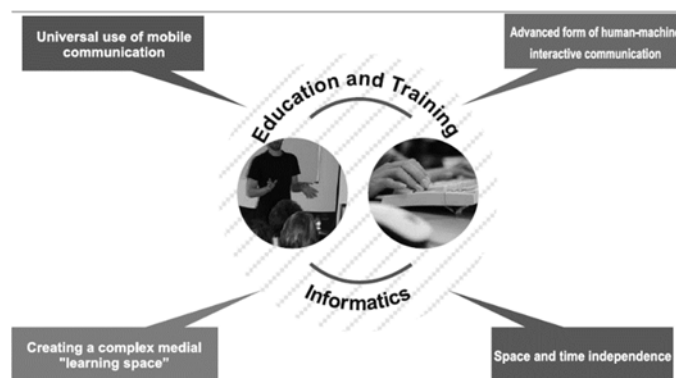 Universal use of mobile
communication
Advanced form of human-machine
interactive communication
Education and Training
Informatics
Creating a complex medial
"learning space"
Space and time independence